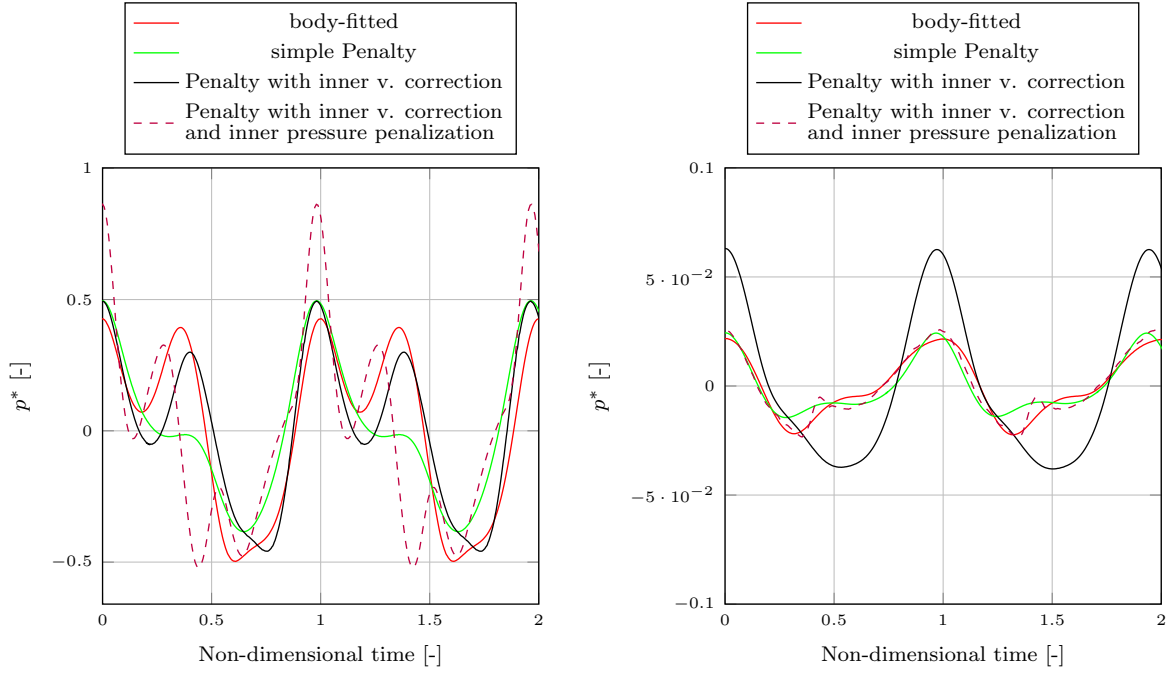 body-fitted
simple Penalty
Penalty with inner v. correction
Penalty with inner v. correction
and inner pressure penalization
1
0.5
0
−0.5
0
0.5
1
1.5
2
p* [-]
Non-dimensional time [-]
body-fitted
simple Penalty
Penalty with inner v. correction
Penalty with inner v. correction
and inner pressure penalization
0.1
5 · 10⁻²
0
−5 · 10⁻²
−0.1
0
0.5
1
1.5
2
p* [-]
Non-dimensional time [-]